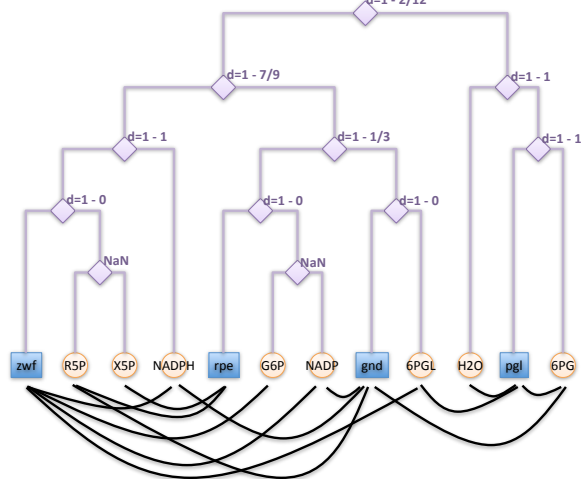 d=1 - 2/12
d=1 - 7/9
d=1 - 1
d=1 - 1
d=1 - 1/3
d=1 - 1
d=1 - 0
d=1 - 0
d=1 - 0
NaN
NaN
zwf R5P X5P NADPH rpe G6P NADP gnd 6PGL H2O pgl 6PG